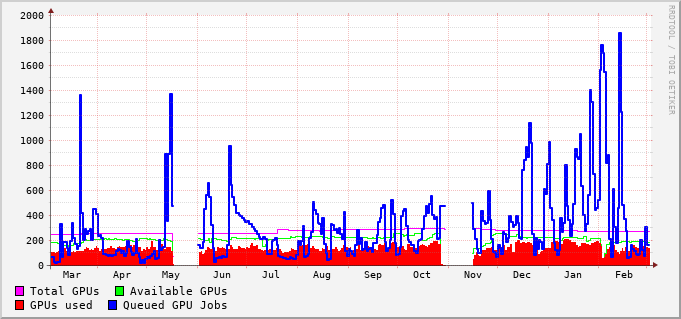 2000
1800
1600
1400
1200
1000
800
600
400
200
0
Mar Apr May Jun Jul Aug Sep Oct Nov Dec Jan Feb
Total GPUs Available GPUs
GPUs used Queued GPU Jobs
RRDTOOL / TOBI OETIKER